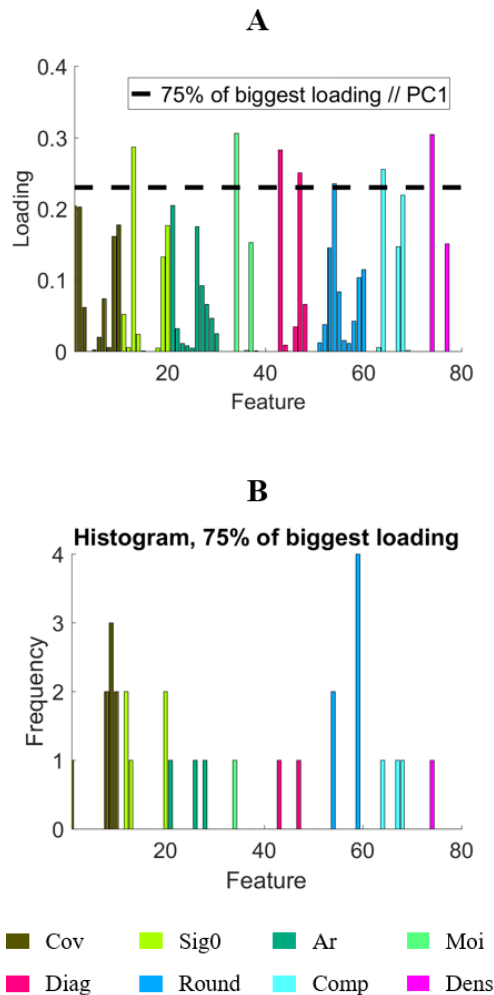 A
0.4
75% of biggest loading // PC1
0.3
0.2
0.1
0
Loading
20 40 60 80
Feature
B
Histogram, 75% of biggest loading
4
3
2
1
0
Frequency
20 40 60 80
Feature
Cov Sig0 Ar Moi
Diag Round Comp Dens